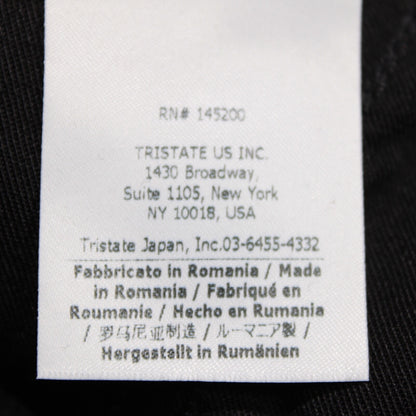 RN# 145200
TRISTATE US INC.
1430 Broadway,
Suite 1105, New York
NY 10018, USA
Tristate Japan, Inc.03-6455-4332
Fabbricato in Romania / Made
in Romania / Fabriqué en
Roumanie / Hecho en Rumania
/ 罗马尼亚制造 / ルーマニア製 /
Hergestallt in Rumänien